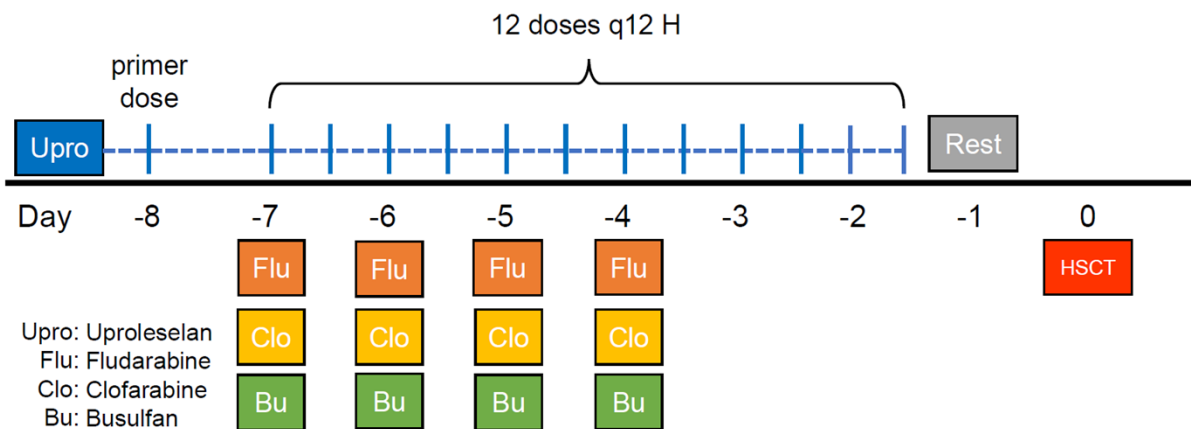 12 doses q12 H
primer
dose
Upro
Rest
Day -8 -7 -6 -5 -4 -3 -2 -1 0
Flu Flu Flu Flu HSCT
Clo Clo Clo Clo
Bu Bu Bu Bu
Upro: Uproleselan
Flu: Fludarabine
Clo: Clofarabine
Bu: Busulfan